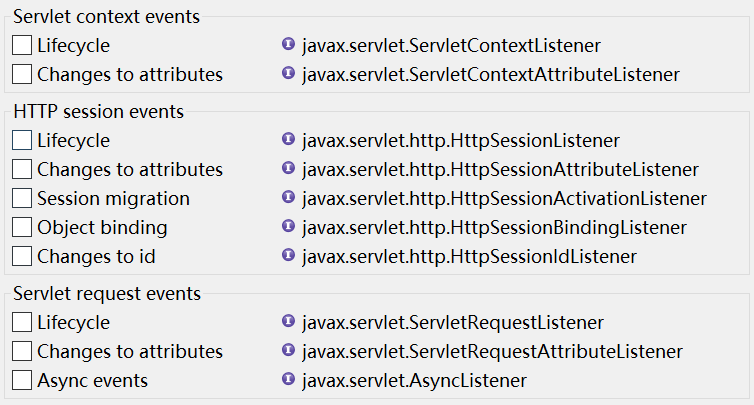 Servlet context events
Lifecycle javax.servlet.ServletContextListener
Changes to attributes javax.servlet.ServletContextAttributeListener
HTTP session events
Lifecycle javax.servlet.http.HttpSessionListener
Changes to attributes javax.servlet.http.HttpSessionAttributeListener
Session migration javax.servlet.http.HttpSessionActivationListener
Object binding javax.servlet.http.HttpSessionBindingListener
Changes to id javax.servlet.http.HttpSessionIdListener
Servlet request events
Lifecycle javax.servlet.ServletRequestListener
Changes to attributes javax.servlet.ServletRequestAttributeListener
Async events javax.servlet.AsyncListener